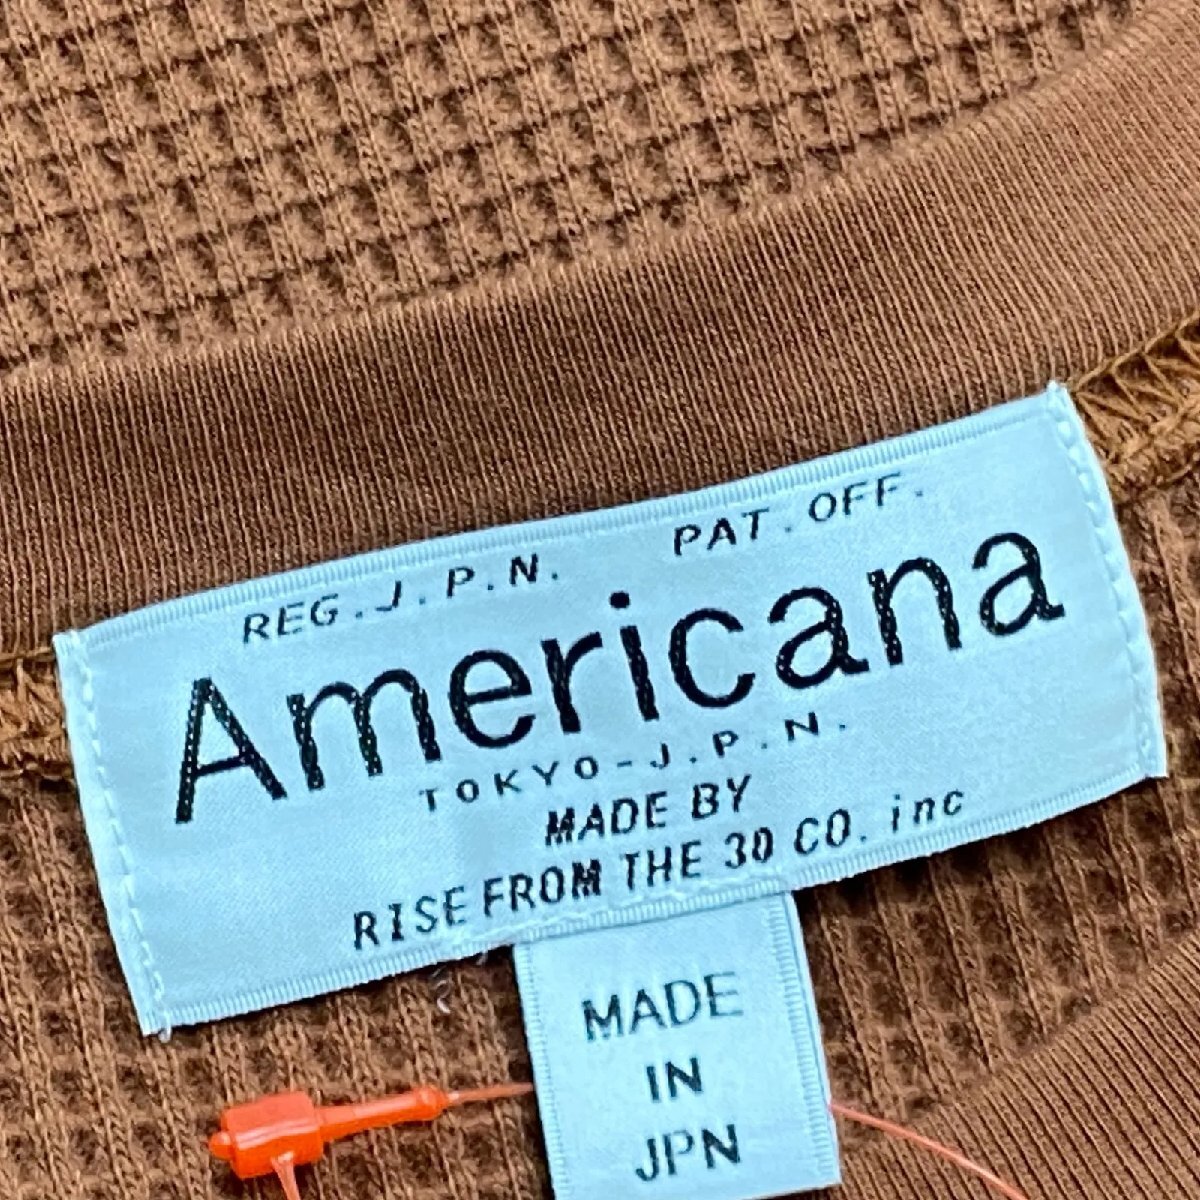 REG.J.P.N. PAT.OFF.
Americana
TOKYO-J.P.N.
MADE BY
RISE FROM THE 30 CO. inc
MADE
IN
JPN